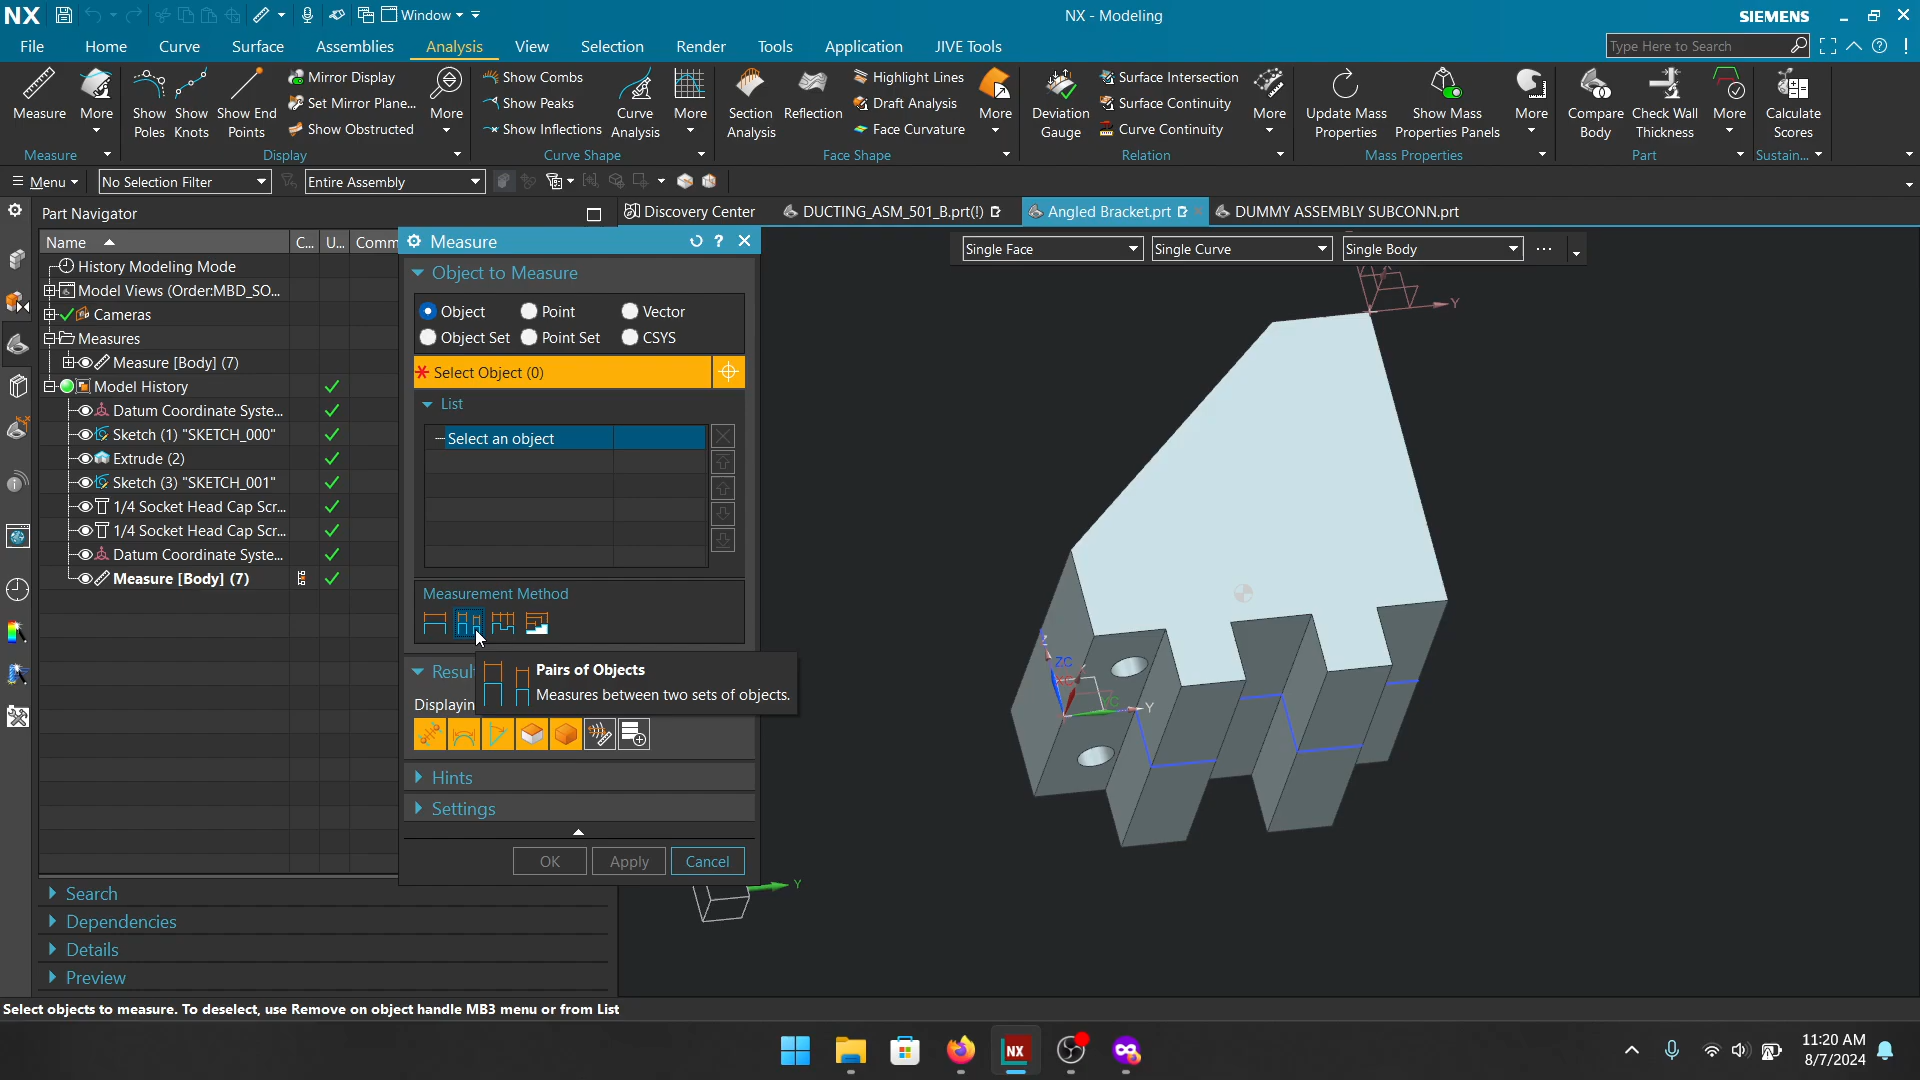 NX
Window
NX - Modeling
SIEMENS
File
Home
Curve
Surface
Assemblies
Analysis
View
Selection
Render
Tools
Application
JIVE Tools
Type Here to Search
Measure
More
Show Poles
Show Knots
Show End Points
Mirror Display
Set Mirror Plane...
Show Obstructed
More
Show Combs
Show Peaks
Show Inflections
Curve Analysis
More
Section Analysis
Reflection
Highlight Lines
Draft Analysis
Face Curvature
More
Deviation Gauge
Surface Intersection
Surface Continuity
Curve Continuity
More
Update Mass Properties
Show Mass Properties Panels
More
Compare Body
Check Wall Thickness
More
Calculate Scores
Measure
Display
Curve Shape
Face Shape
Relation
Mass Properties
Part
Sustain...
Menu
No Selection Filter
Entire Assembly
Part Navigator
Discovery Center
DUCTING_ASM_501_B.prt(!)
Angled Bracket.prt
DUMMY ASSEMBLY SUBCONN.prt
Name
C...
U...
Comm
History Modeling Mode
Model Views (Order:MBD_SO...
Cameras
Measures
Measure [Body] (7)
Model History
Datum Coordinate Syste...
Sketch (1) "SKETCH_000"
Extrude (2)
Sketch (3) "SKETCH_001"
1/4 Socket Head Cap Scr...
1/4 Socket Head Cap Scr...
Datum Coordinate Syste...
Measure [Body] (7)
Search
Dependencies
Details
Preview
Measure
Object to Measure
Object
Point
Vector
Object Set
Point Set
CSYS
Select Object (0)
List
Select an object
Measurement Method
Pairs of Objects
Measures between two sets of objects.
Displayin
Hints
Settings
OK
Apply
Cancel
Single Face
Single Curve
Single Body
Y
ZC
YC
Y
Y
Select objects to measure. To deselect, use Remove on object handle MB3 menu or from List
NX
11:20 AM
8/7/2024